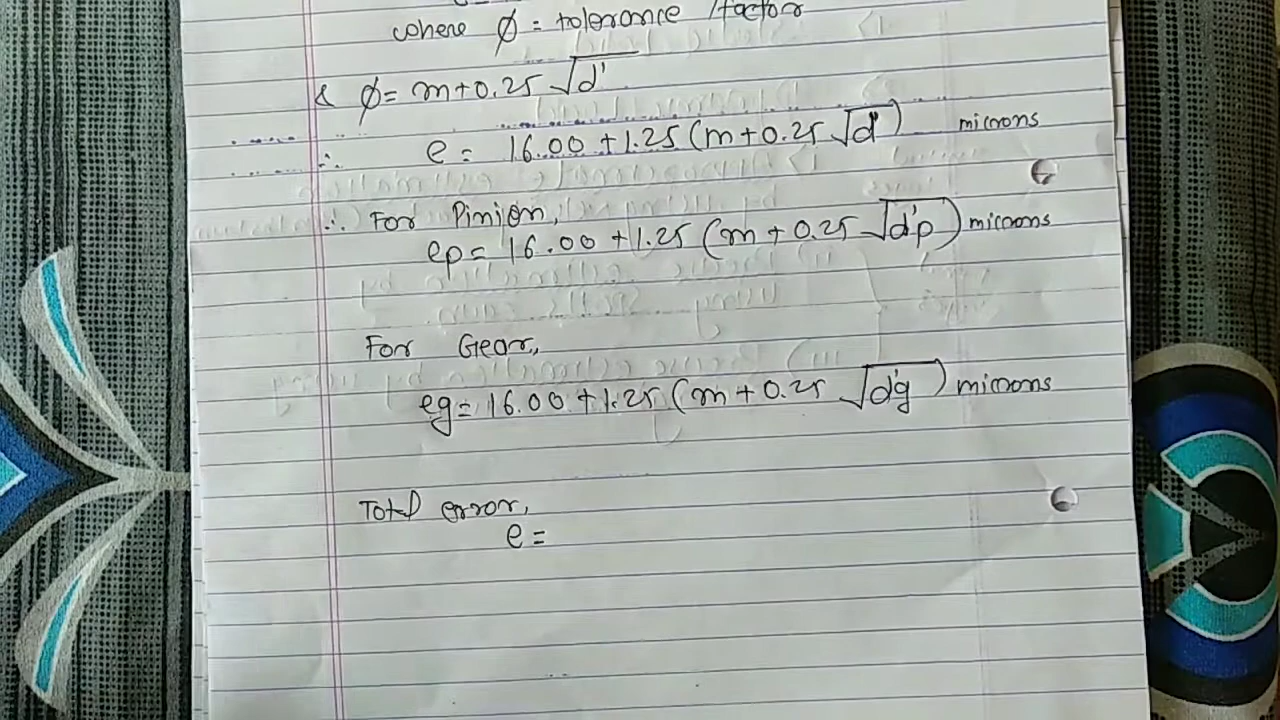 where φ = tolerance factor
& φ = m+0.25 √d'
∴ e = 16.00 +1.25 (m+0.25 √d') microns
∴ For Pinion,
ep = 16.00 +1.25 (m+0.25 √d'p) microns
For Gear,
eg = 16.00 +1.25 (m+0.25 √d'g) microns
Total error,
e =